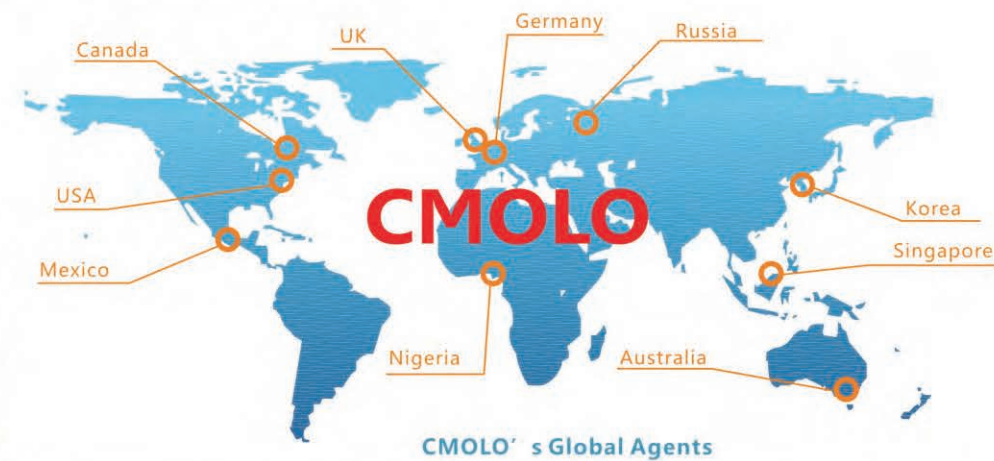 Germany
UK
Russia
Canada
USA
CMOLO
Korea
Singapore
Mexico
Nigeria
Australia
CMOLO’ s Global Agents